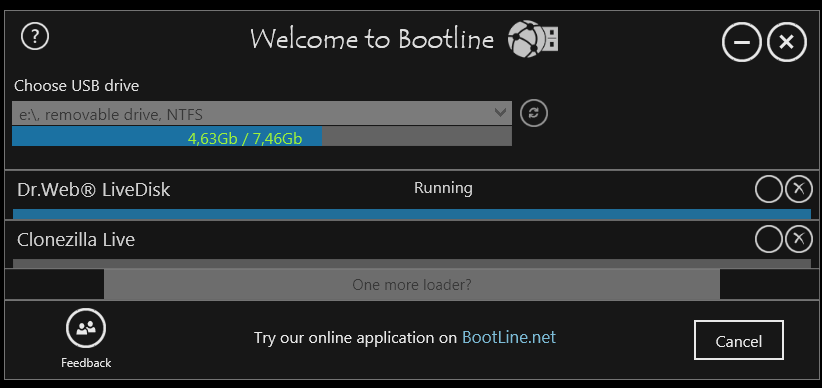 ?
Welcome to Bootline
Choose USB drive
e:\, removable drive, NTFS
4,63Gb / 7,46Gb
Dr.Web® LiveDisk
Running
Clonezilla Live
One more loader?
Try our online application on BootLine.net
Cancel
Feedback